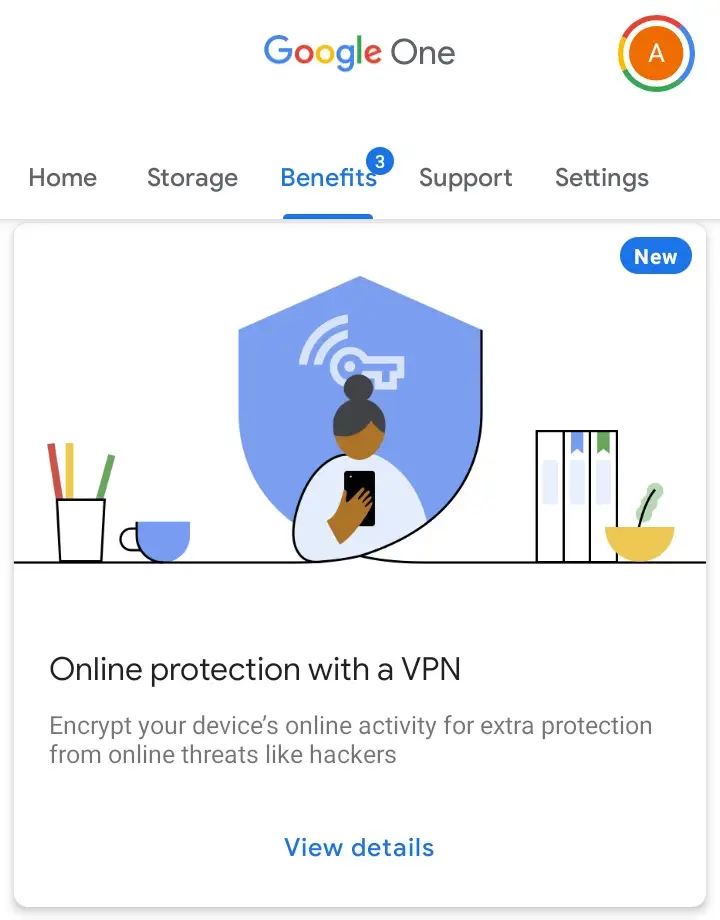 Google One
A
Home Storage Benefits 3 Support Settings
New
Online protection with a VPN
Encrypt your device’s online activity for extra protection
from online threats like hackers
View details